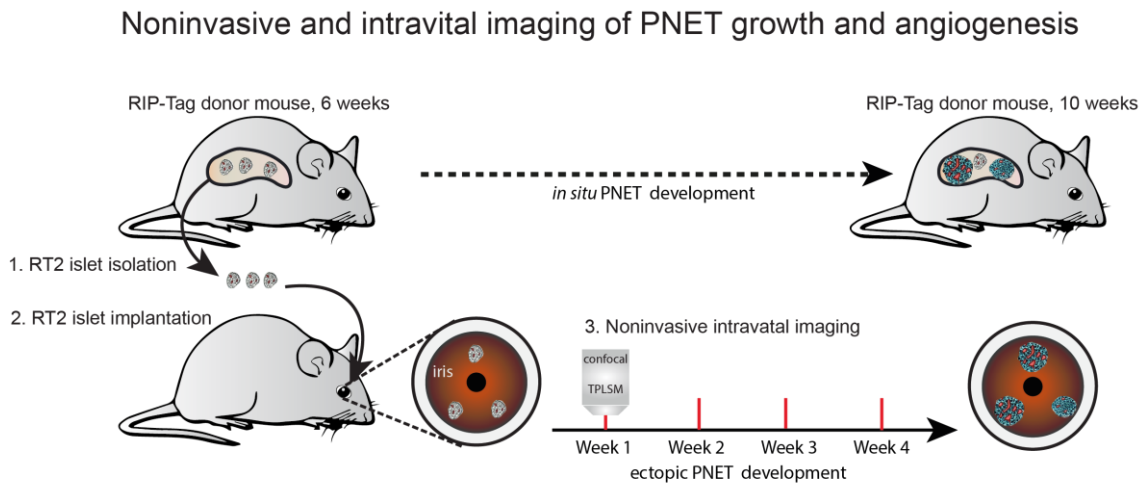 Noninvasive and intravital imaging of PNET growth and angiogenesis
RIP-Tag donor mouse, 6 weeks
RIP-Tag donor mouse, 10 weeks
in situ PNET development
1. RT2 islet isolation
2. RT2 islet implantation
3. Noninvasive intravatal imaging
iris
confocal
TPLSM
Week 1 Week 2 Week 3 Week 4
ectopic PNET development